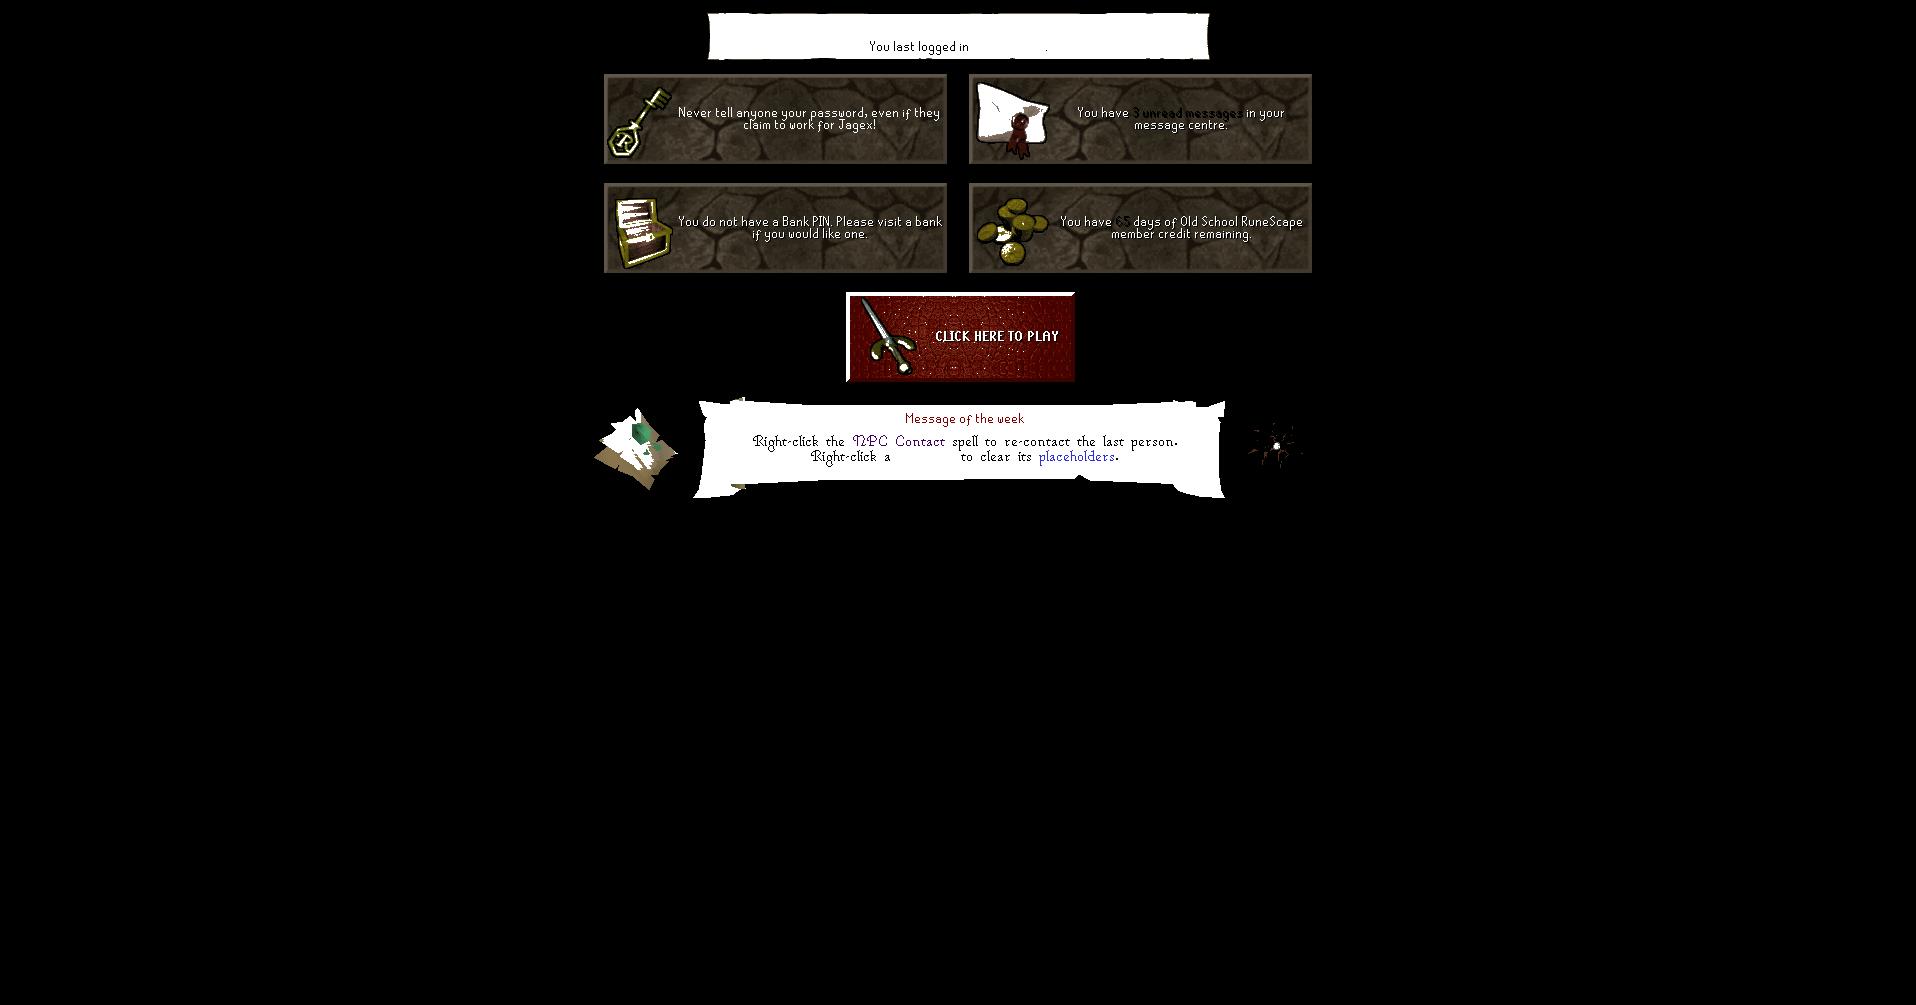 You last logged in .
Never tell anyone your password, even if they
claim to work for Jagex!
You have 3 unread messages in your
message centre.
You do not have a Bank PIN. Please visit a bank
if you would like one.
You have days of Old School RuneScape
member credit remaining.
CLICK HERE TO PLAY
Message of the week
Right-click the NPC Contact spell to re-contact the last person.
Right-click a to clear its placeholders.